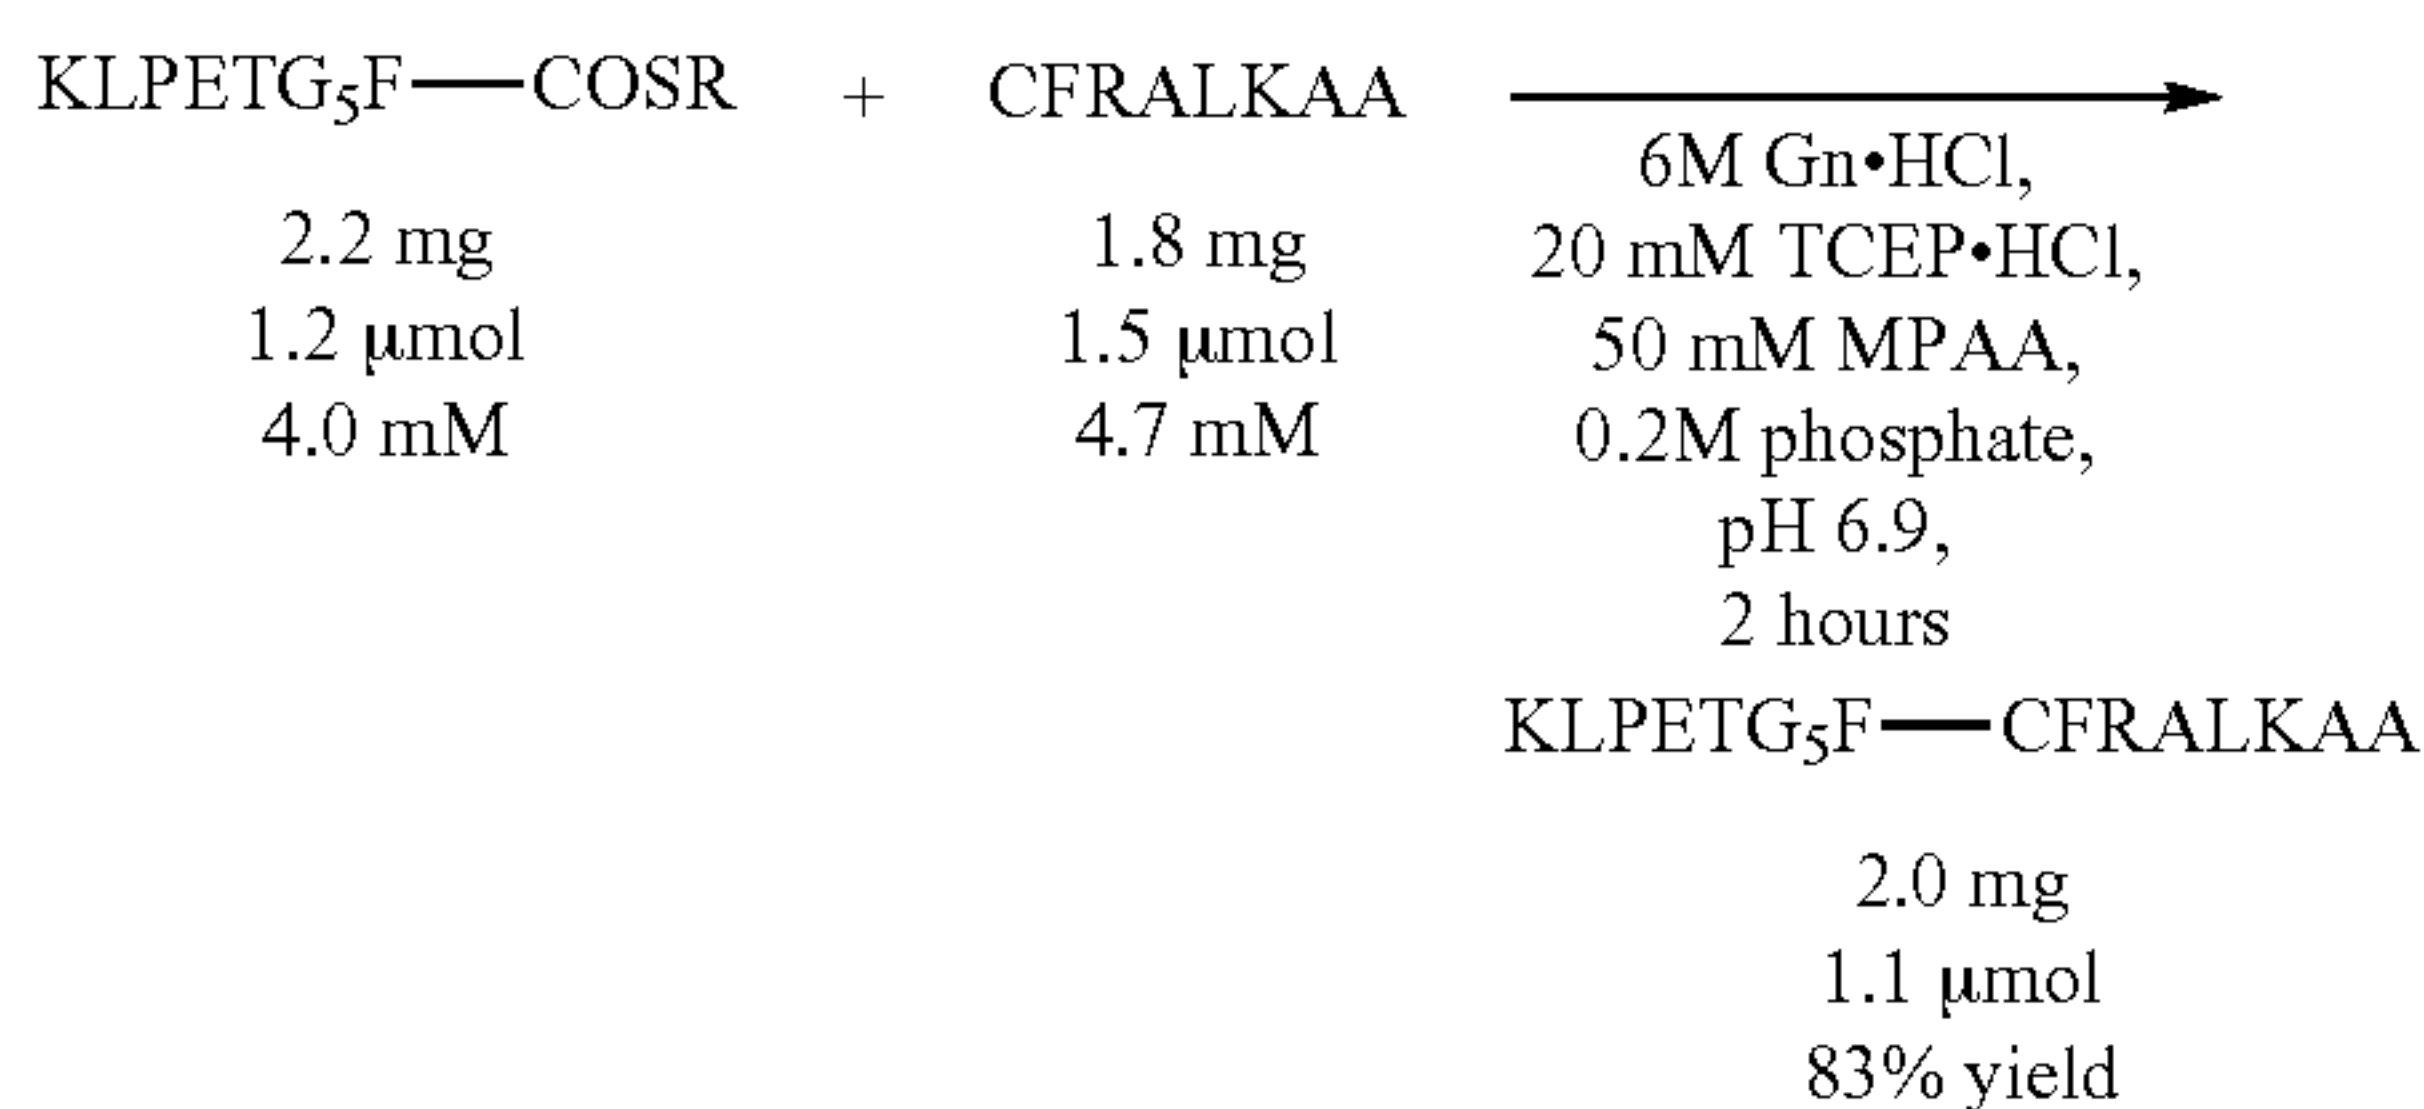 KLPETG₅F—COSR + CFRALKAA
2.2 mg 1.8 mg
1.2 μmol 1.5 μmol
4.0 mM 4.7 mM
6M Gn•HCl,
20 mM TCEP•HCl,
50 mM MPAA,
0.2M phosphate,
pH 6.9,
2 hours
KLPETG₅F—CFRALKAA
2.0 mg
1.1 μmol
83% yield